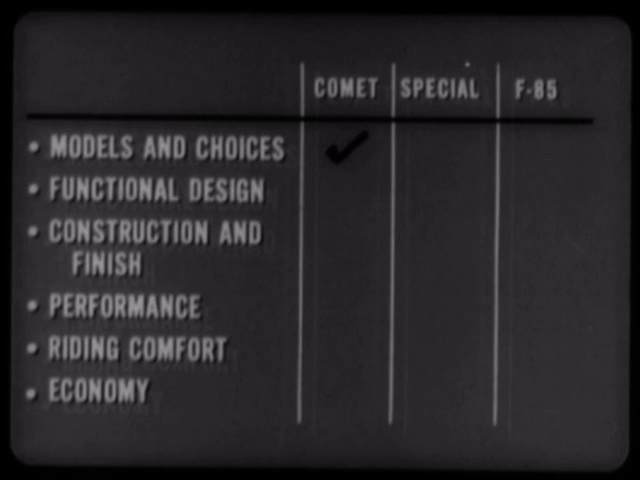 COMET SPECIAL F-85
• MODELS AND CHOICES ✓
• FUNCTIONAL DESIGN
• CONSTRUCTION AND
FINISH
• PERFORMANCE
• RIDING COMFORT
• ECONOMY